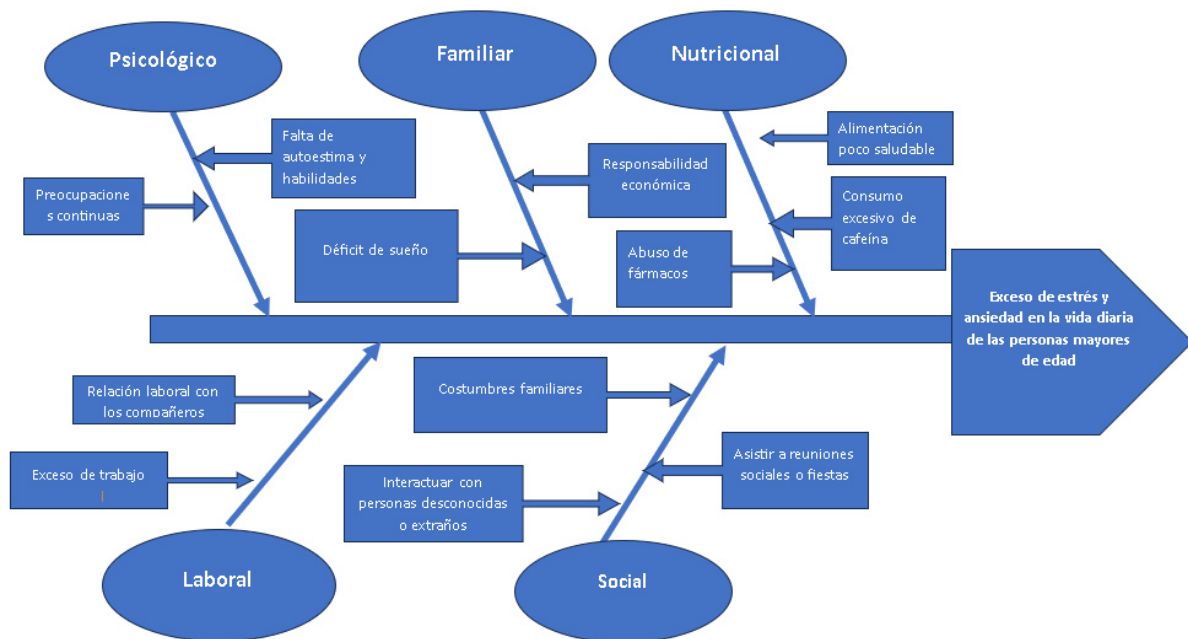 Psicológico
Familiar
Nutricional
Falta de
autoestima y
habilidades
Preocupacione
s continuas
Responsabilidad
económica
Déficit de sueño
Alimentación
poco saludable
Consumo
excesivo de
cafeína
Abuso de
fármacos
Exceso de estrés y
ansiedad en la vida diaria
de las personas mayores
de edad
Relación laboral con
los compañeros
Exceso de trabajo
Costumbres familiares
Asistir a reuniones
sociales o fiestas
Interactuar con
personas desconocidas
o extraños
Laboral
Social